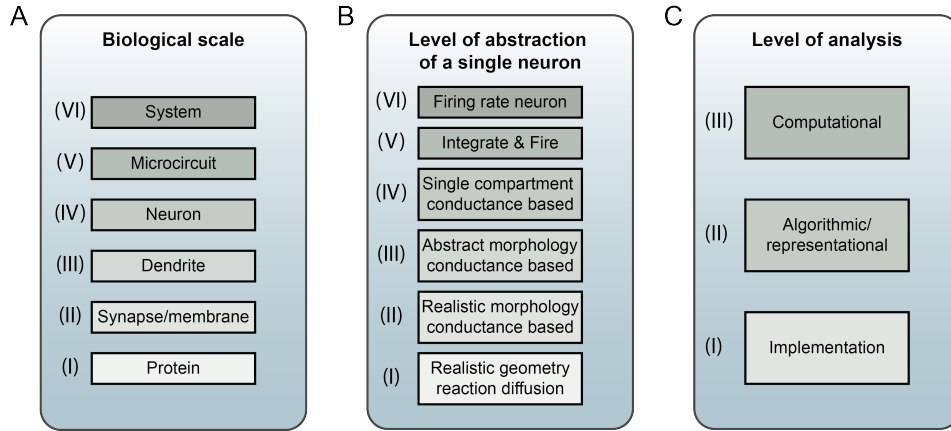 A
Biological scale
(VI) System
(V) Microcircuit
(IV) Neuron
(III) Dendrite
(II) Synapse/membrane
(I) Protein
B
Level of abstraction
of a single neuron
(VI) Firing rate neuron
(V) Integrate & Fire
(IV) Single compartment
conductance based
(III) Abstract morphology
conductance based
(II) Realistic morphology
conductance based
(I) Realistic geometry
reaction diffusion
C
Level of analysis
(III) Computational
(II) Algorithmic/
representational
(I) Implementation